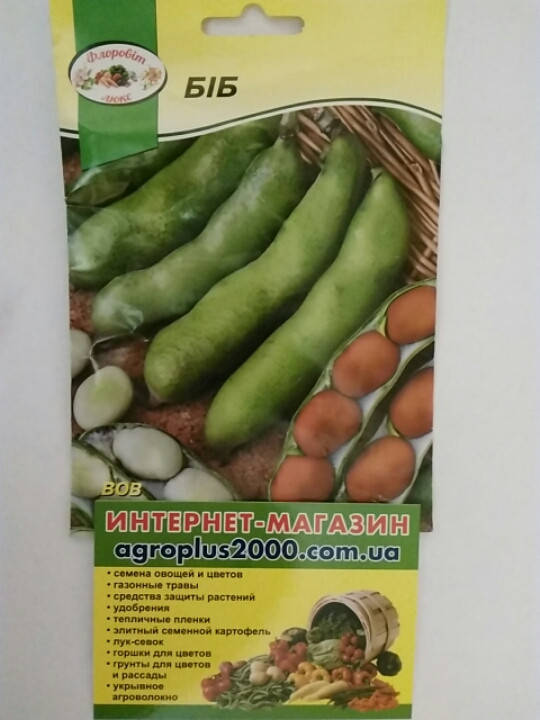 Флоровіт
люкс
БІБ
BOB
ИНТЕРНЕТ-МАГАЗИН
agroplus2000.com.ua
• семена овощей и цветов
• газонные травы
• средства защиты растений
• удобрения
• тепличные пленки
• элитный семенной картофель
• лук-севок
• горшки для цветов
• грунты для цветов
и рассады
• укрывное
агроволокно